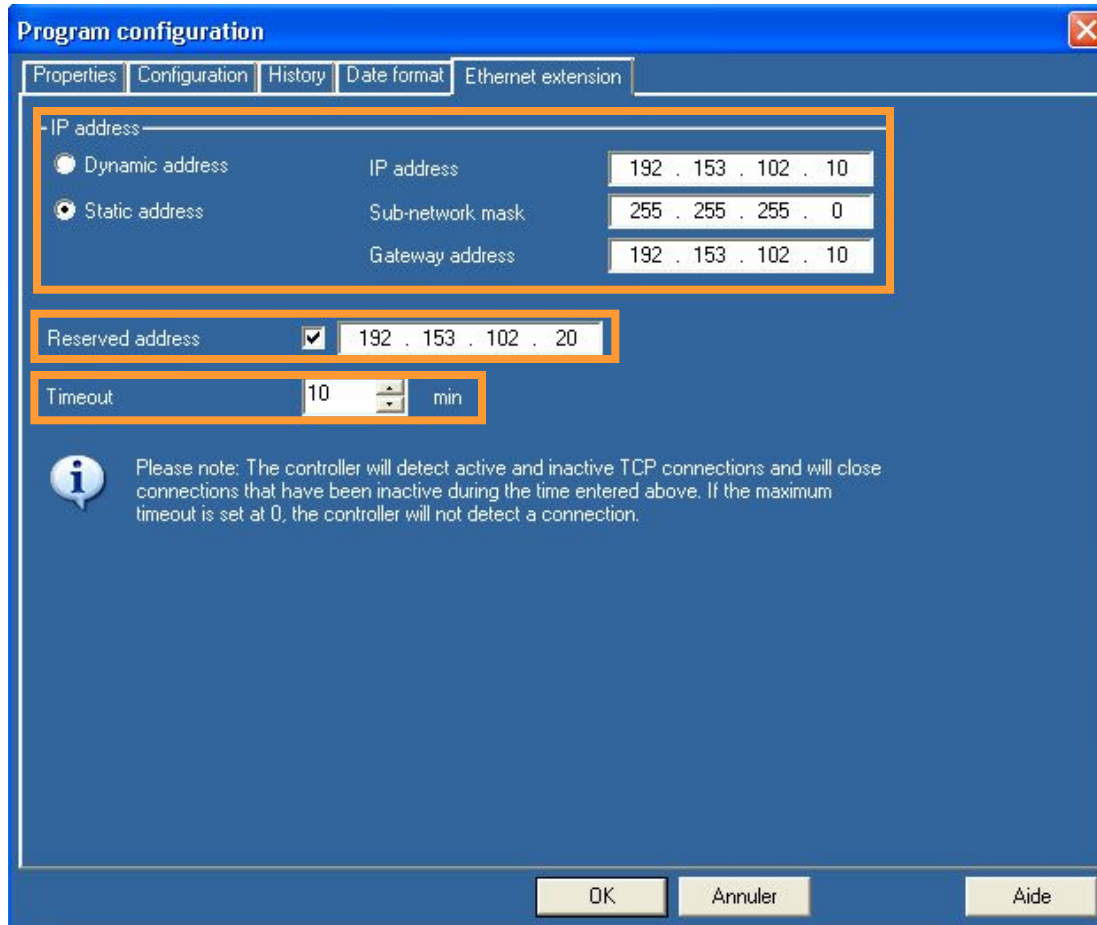 Program configuration
Properties Configuration History Date format Ethernet extension
IP address
Dynamic address IP address 192 . 153 . 102 . 10
Static address Sub-network mask 255 . 255 . 255 . 0
Gateway address 192 . 153 . 102 . 10
Reserved address 192 . 153 . 102 . 20
Timeout 10 min
Please note: The controller will detect active and inactive TCP connections and will close
connections that have been inactive during the time entered above. If the maximum
timeout is set at 0, the controller will not detect a connection.
OK Annuler Aide